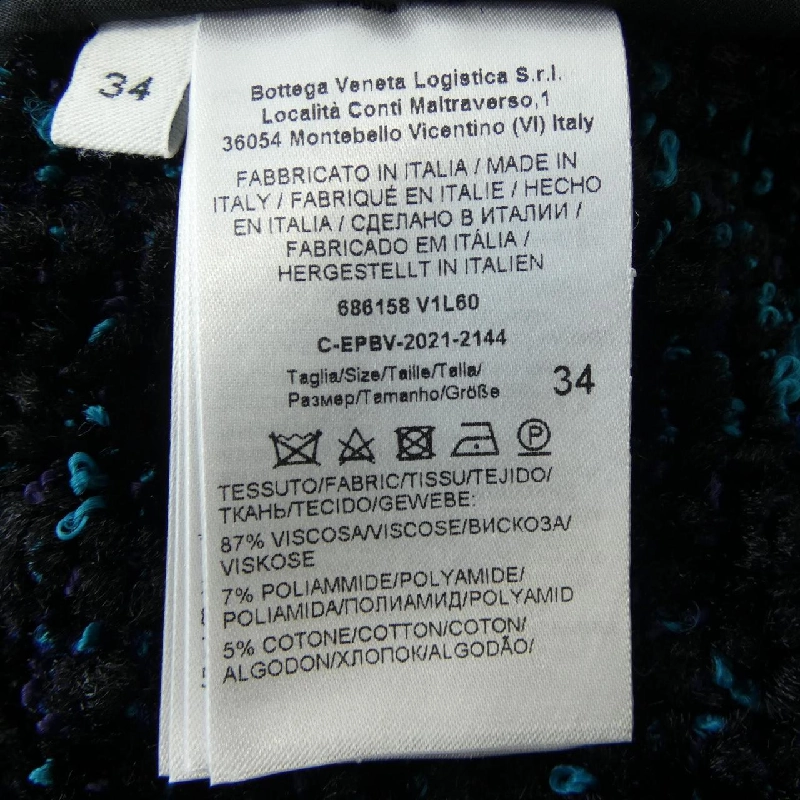 34
Bottega Veneta Logistica S.r.l.
Località Conti Maltraverso,1
36054 Montebello Vicentino (VI) Italy
FABBRICATO IN ITALIA / MADE IN
ITALY / FABRIQUÉ EN ITALIE / HECHO
EN ITALIA / СДЕЛАНО В ИТАЛИИ /
FABRICADO EM ITÁLIA /
HERGESTELLT IN ITALIEN
686158 V1L60
C-EPBV-2021-2144
Taglia/Size/Taille/Talla/
Размер/Tamanho/Größe
34
P
TESSUTO/FABRIC/TISSU/TEJIDO/
ТКАНЬ/TECIDO/GEWEBE:
87% VISCOSA/VISCOSE/ВИСКОЗА/
VISKOSE
7% POLIAMMIDE/POLYAMIDE/
POLIAMIDA/ПОЛИАМИД/POLYAMID
5% COTONE/COTTON/COTON/
ALGODON/ХЛОПОК/ALGODÃO/